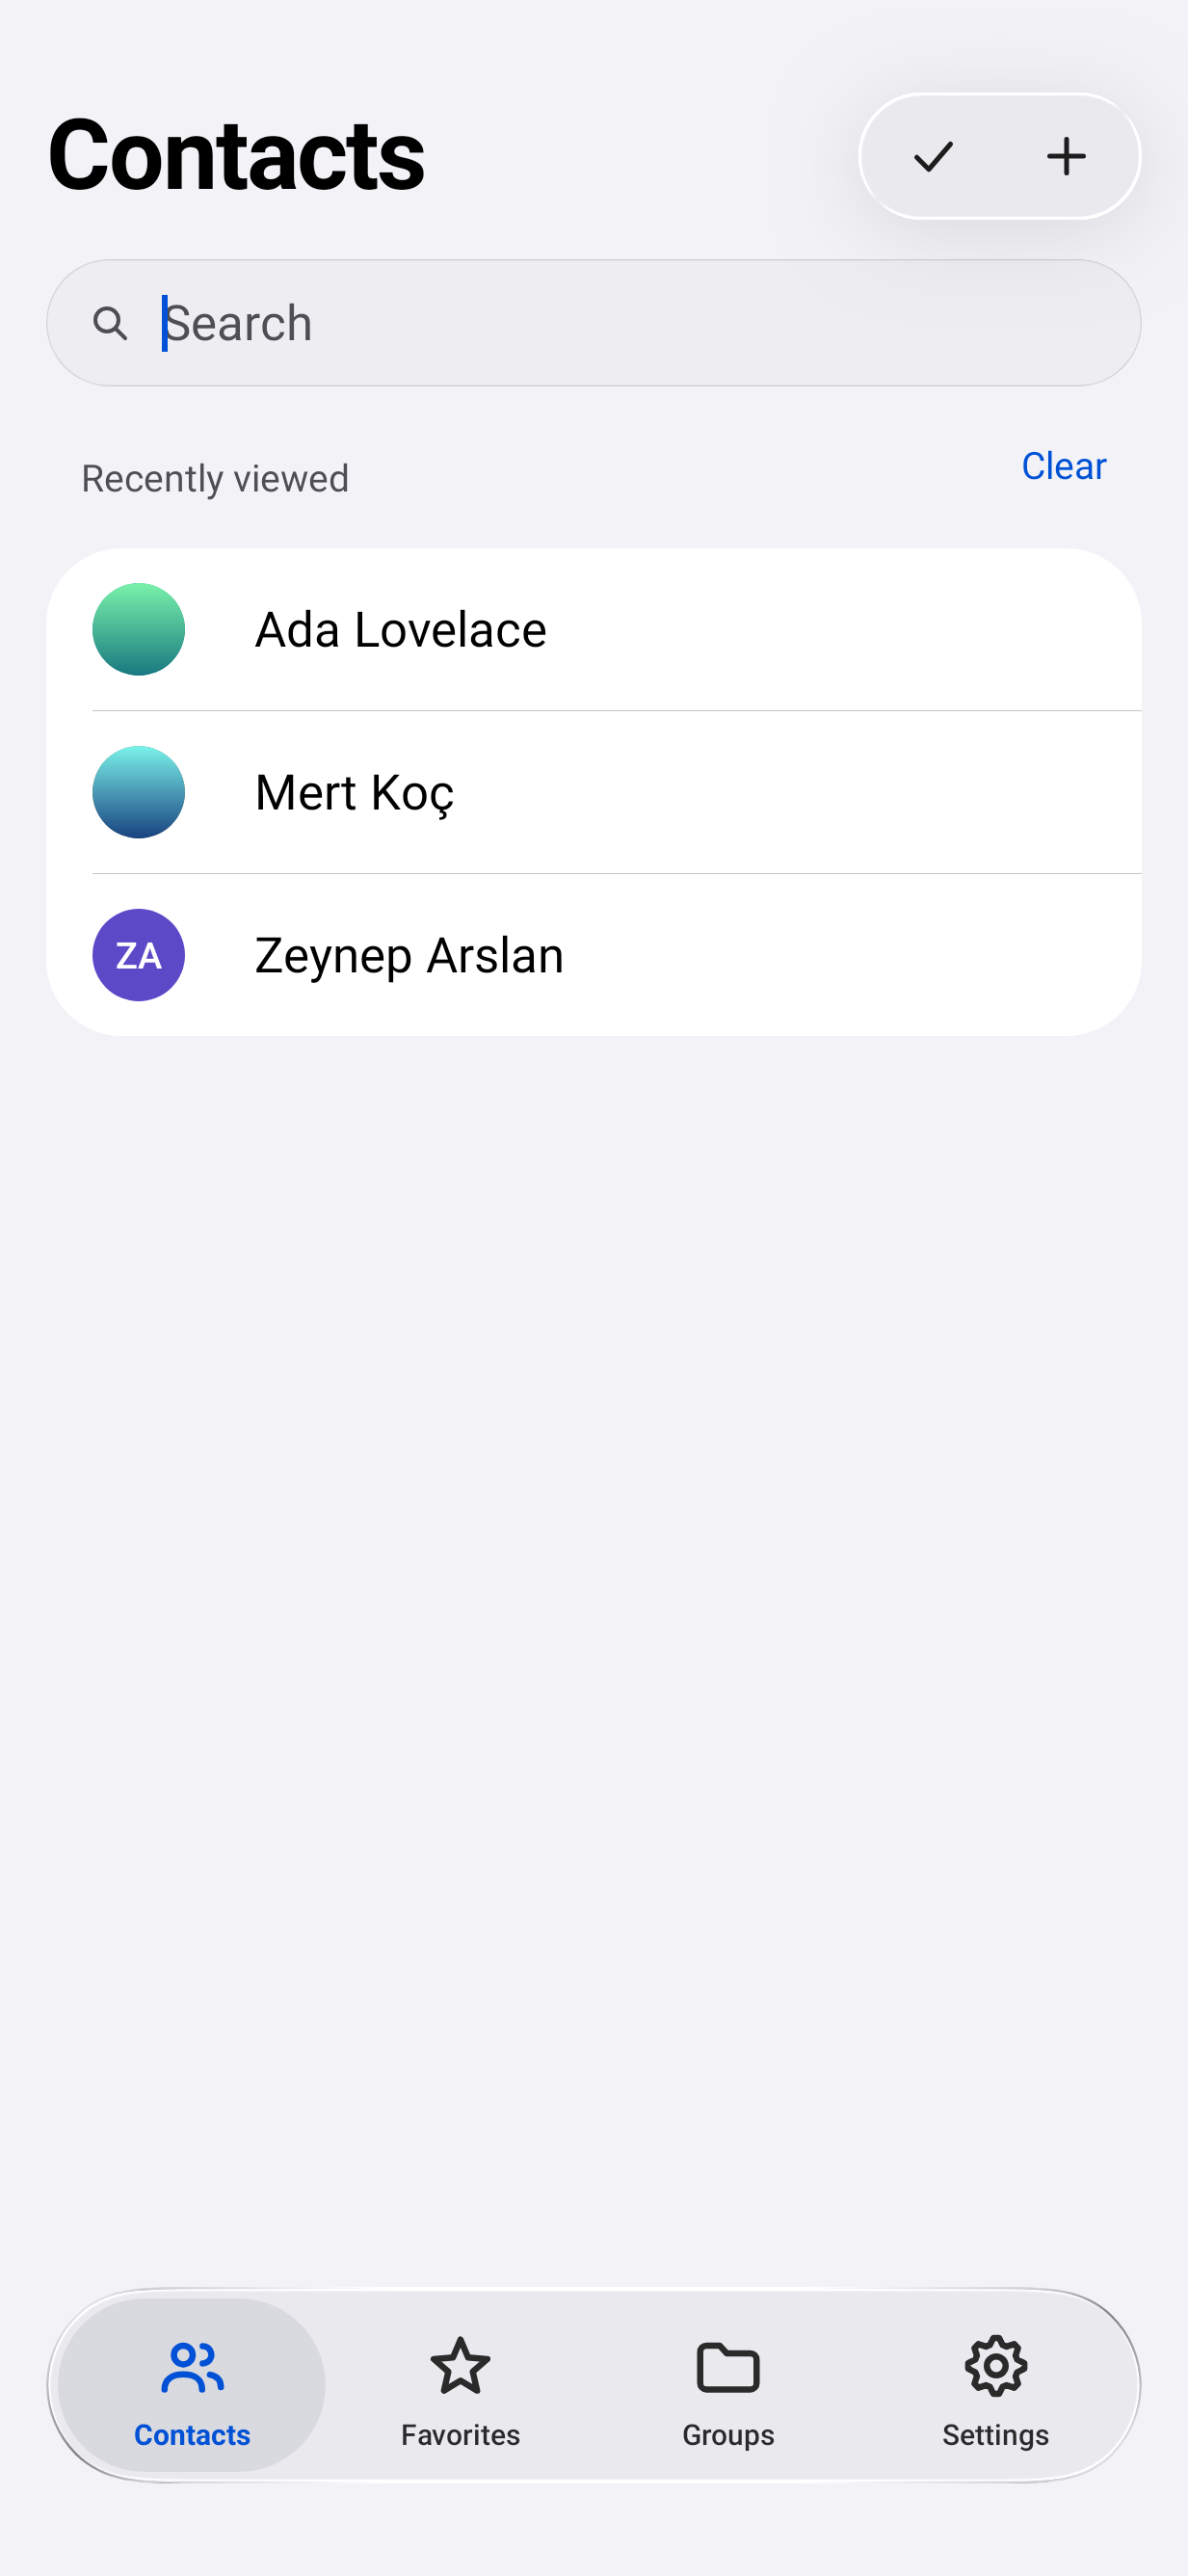 Contacts
Search
Recently viewed
Clear
Ada Lovelace
Mert Koç
ZA
Zeynep Arslan
Contacts
Favorites
Groups
Settings